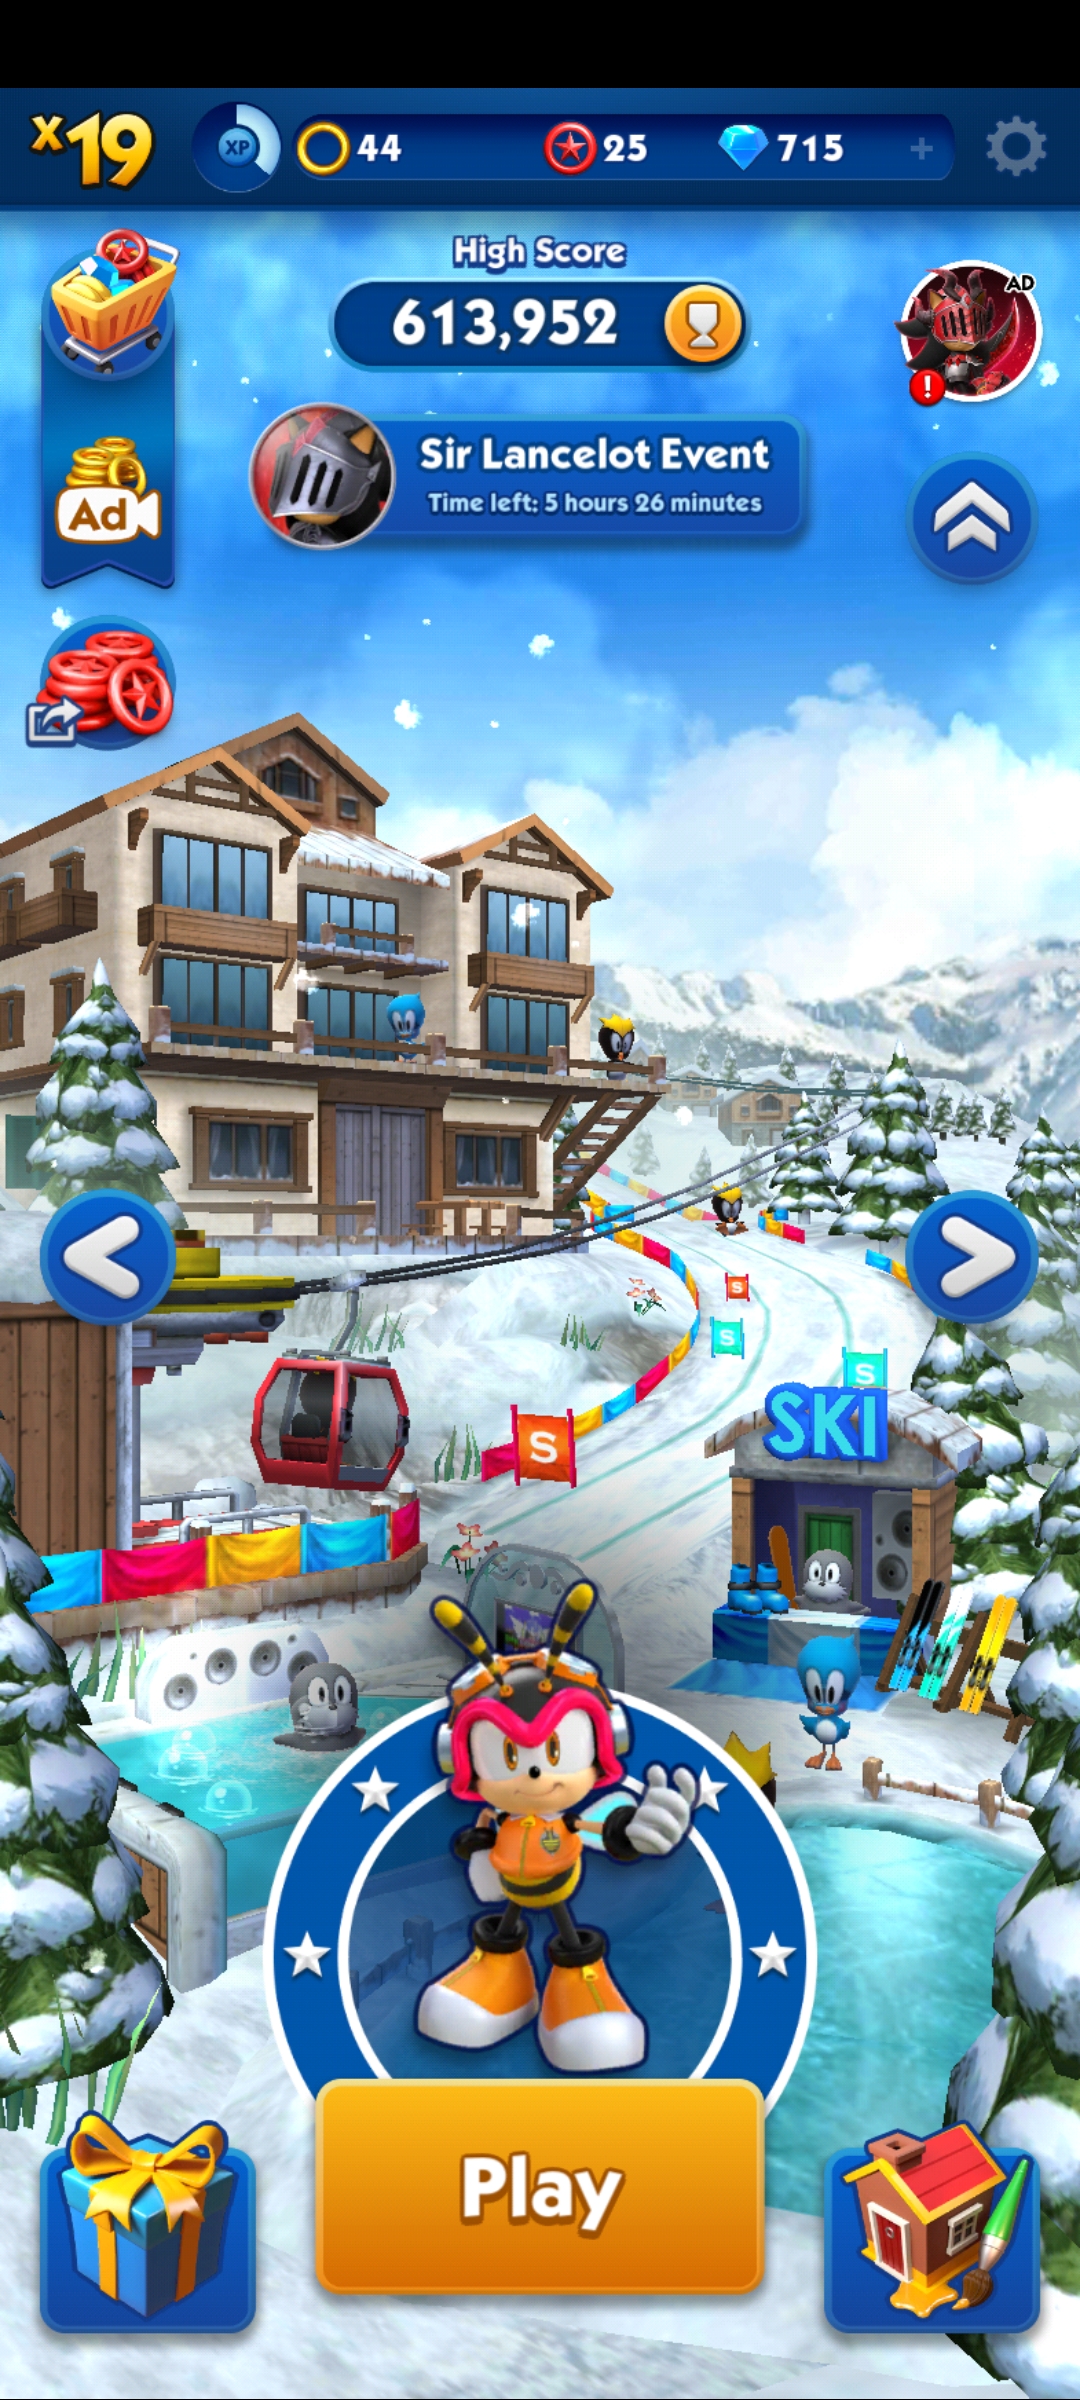 x19
XP
44
25
715
+
High Score
613,952
AD
!
Sir Lancelot Event
Time left: 5 hours 26 minutes
Ad
S
S
S
S
SKI
Play